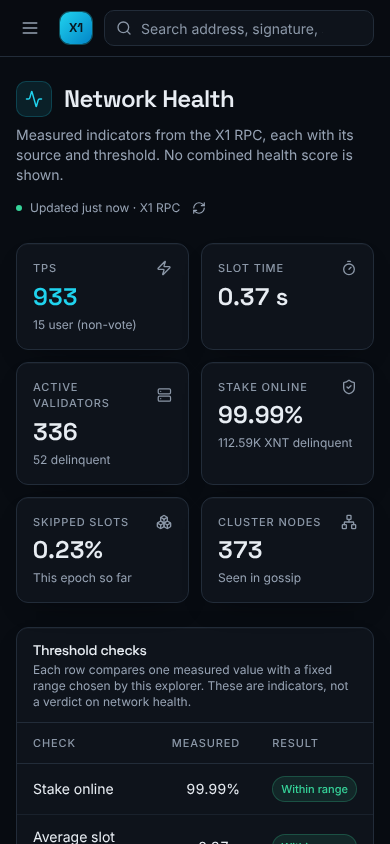 X1
Search address, signature,
Network Health
Measured indicators from the X1 RPC, each with its
source and threshold. No combined health score is
shown.
Updated just now · X1 RPC
TPS
933
15 user (non-vote)
SLOT TIME
0.37 s
ACTIVE
VALIDATORS
336
52 delinquent
STAKE ONLINE
99.99%
112.59K XNT delinquent
SKIPPED SLOTS
0.23%
This epoch so far
CLUSTER NODES
373
Seen in gossip
Threshold checks
Each row compares one measured value with a fixed
range chosen by this explorer. These are indicators, not
a verdict on network health.
CHECK MEASURED RESULT
Stake online 99.99% Within range
Average slot